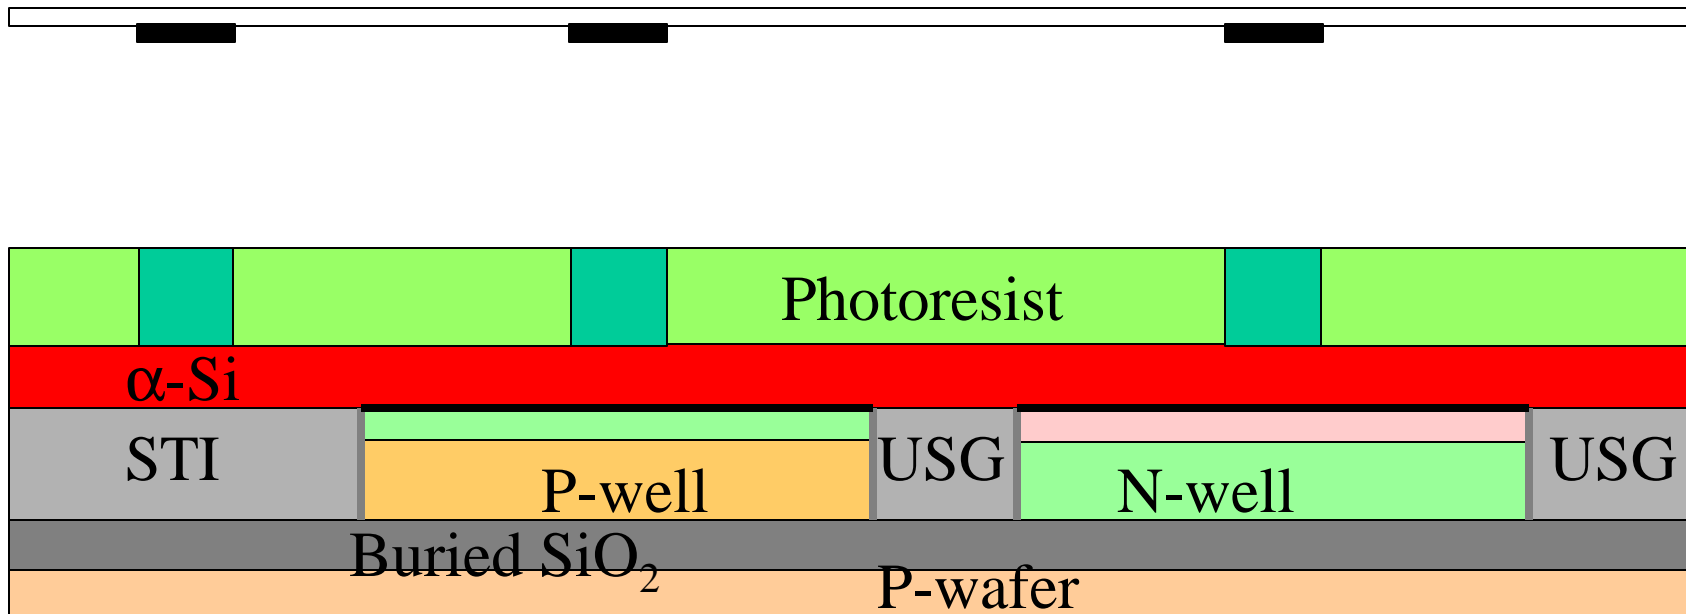 Photoresist
α-Si
STI
USG
USG
P-well
N-well
Buried SiO₂
P-wafer